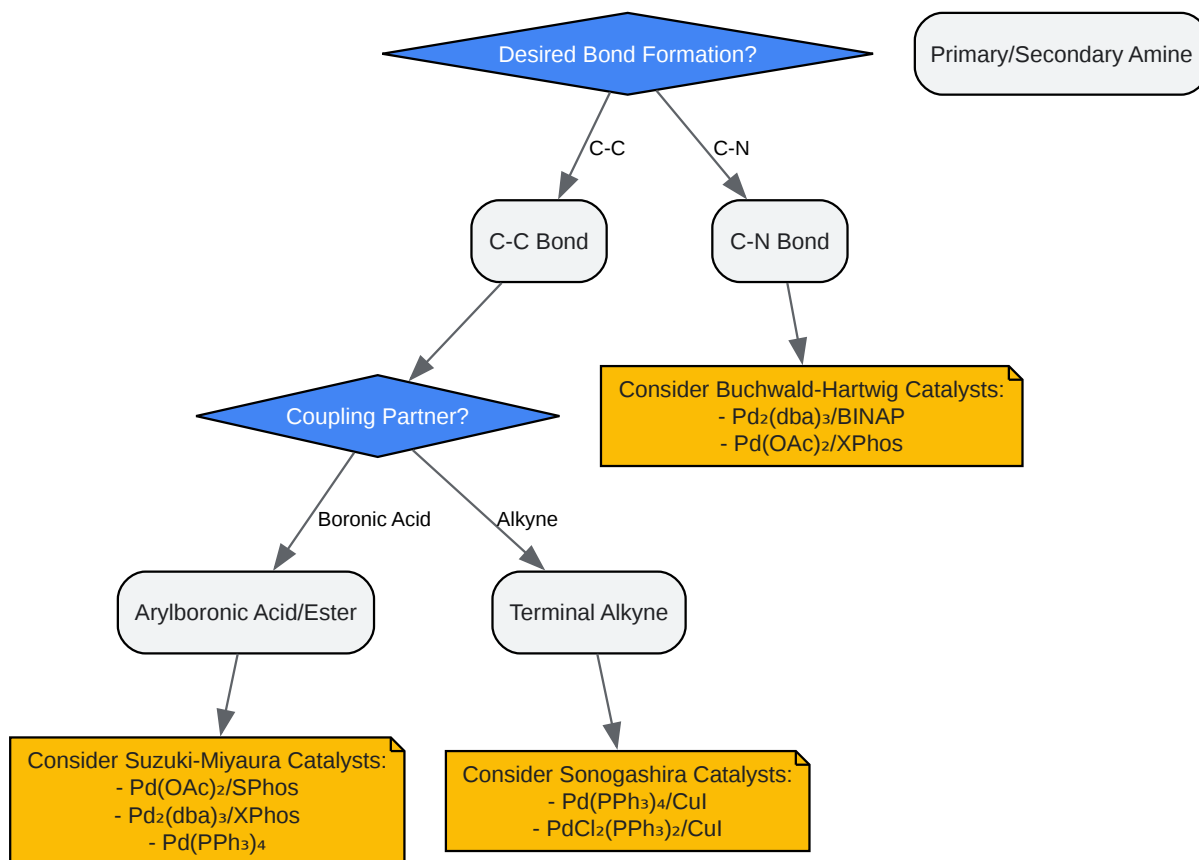 Desired Bond Formation?
Primary/Secondary Amine
C-C
C-N
C-C Bond
C-N Bond
Consider Buchwald-Hartwig Catalysts:
- Pd₂(dba)₃/BINAP
- Pd(OAc)₂/XPhos
Coupling Partner?
Boronic Acid
Alkyne
Arylboronic Acid/Ester
Terminal Alkyne
Consider Suzuki-Miyaura Catalysts:
- Pd(OAc)₂/SPhos
- Pd₂(dba)₃/XPhos
- Pd(PPh₃)₄
Consider Sonogashira Catalysts:
- Pd(PPh₃)₄/CuI
- PdCl₂(PPh₃)₂/CuI